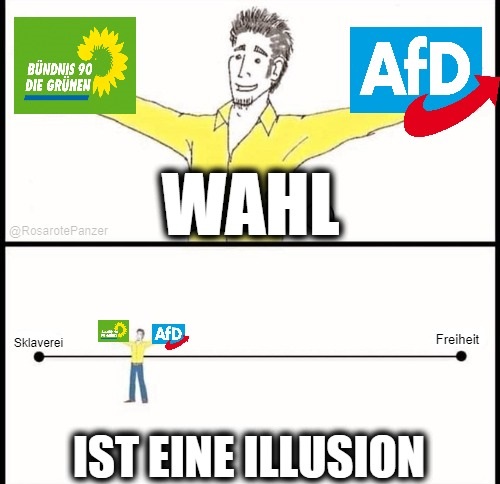 BÜNDNIS 90
DIE GRÜNEN
AfD
WAHL
@RosarotePanzer
AfD
Sklaverei
Freiheit
IST EINE ILLUSION